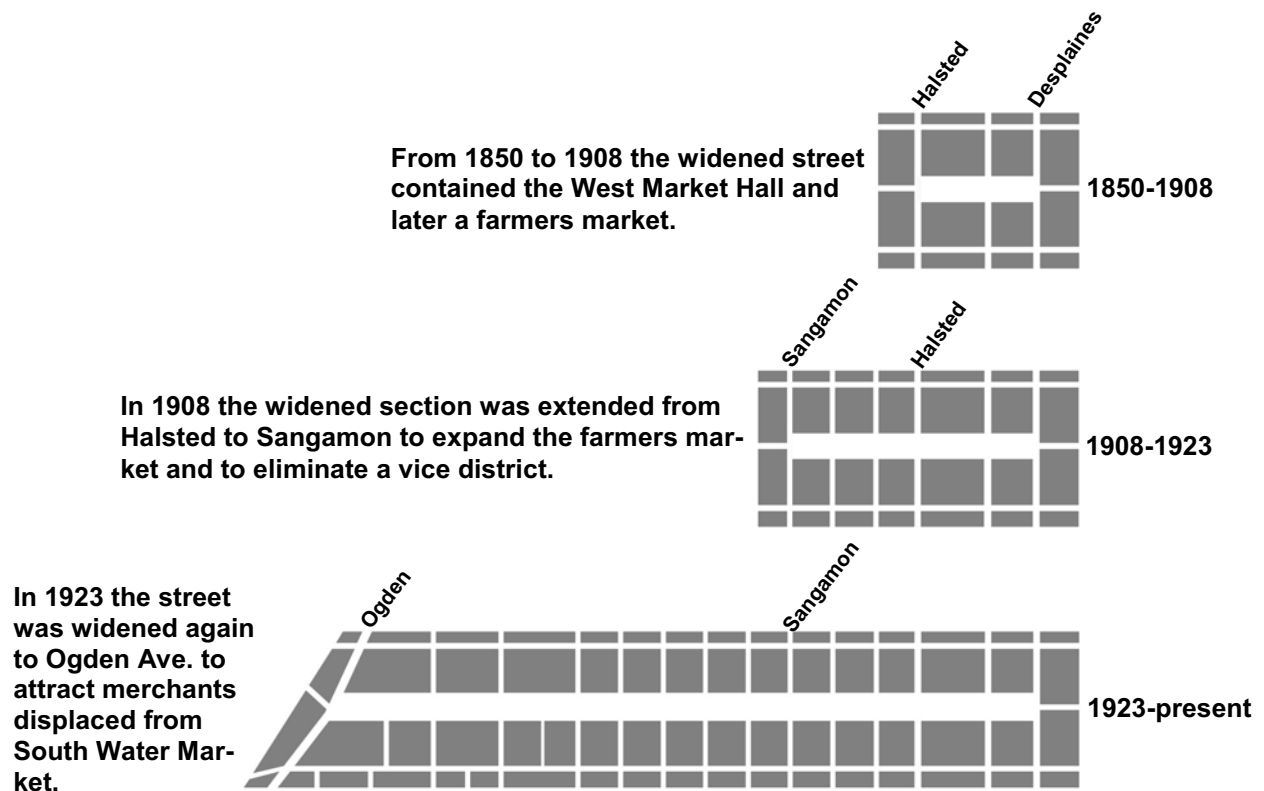 Halsted
Desplaines
From 1850 to 1908 the widened street
contained the West Market Hall and
later a farmers market.
1850-1908
Sangamon
Halsted
In 1908 the widened section was extended from
Halsted to Sangamon to expand the farmers mar-
ket and to eliminate a vice district.
1908-1923
Ogden
Sangamon
In 1923 the street
was widened again
to Ogden Ave. to
attract merchants
displaced from
South Water Mar-
ket.
1923-present